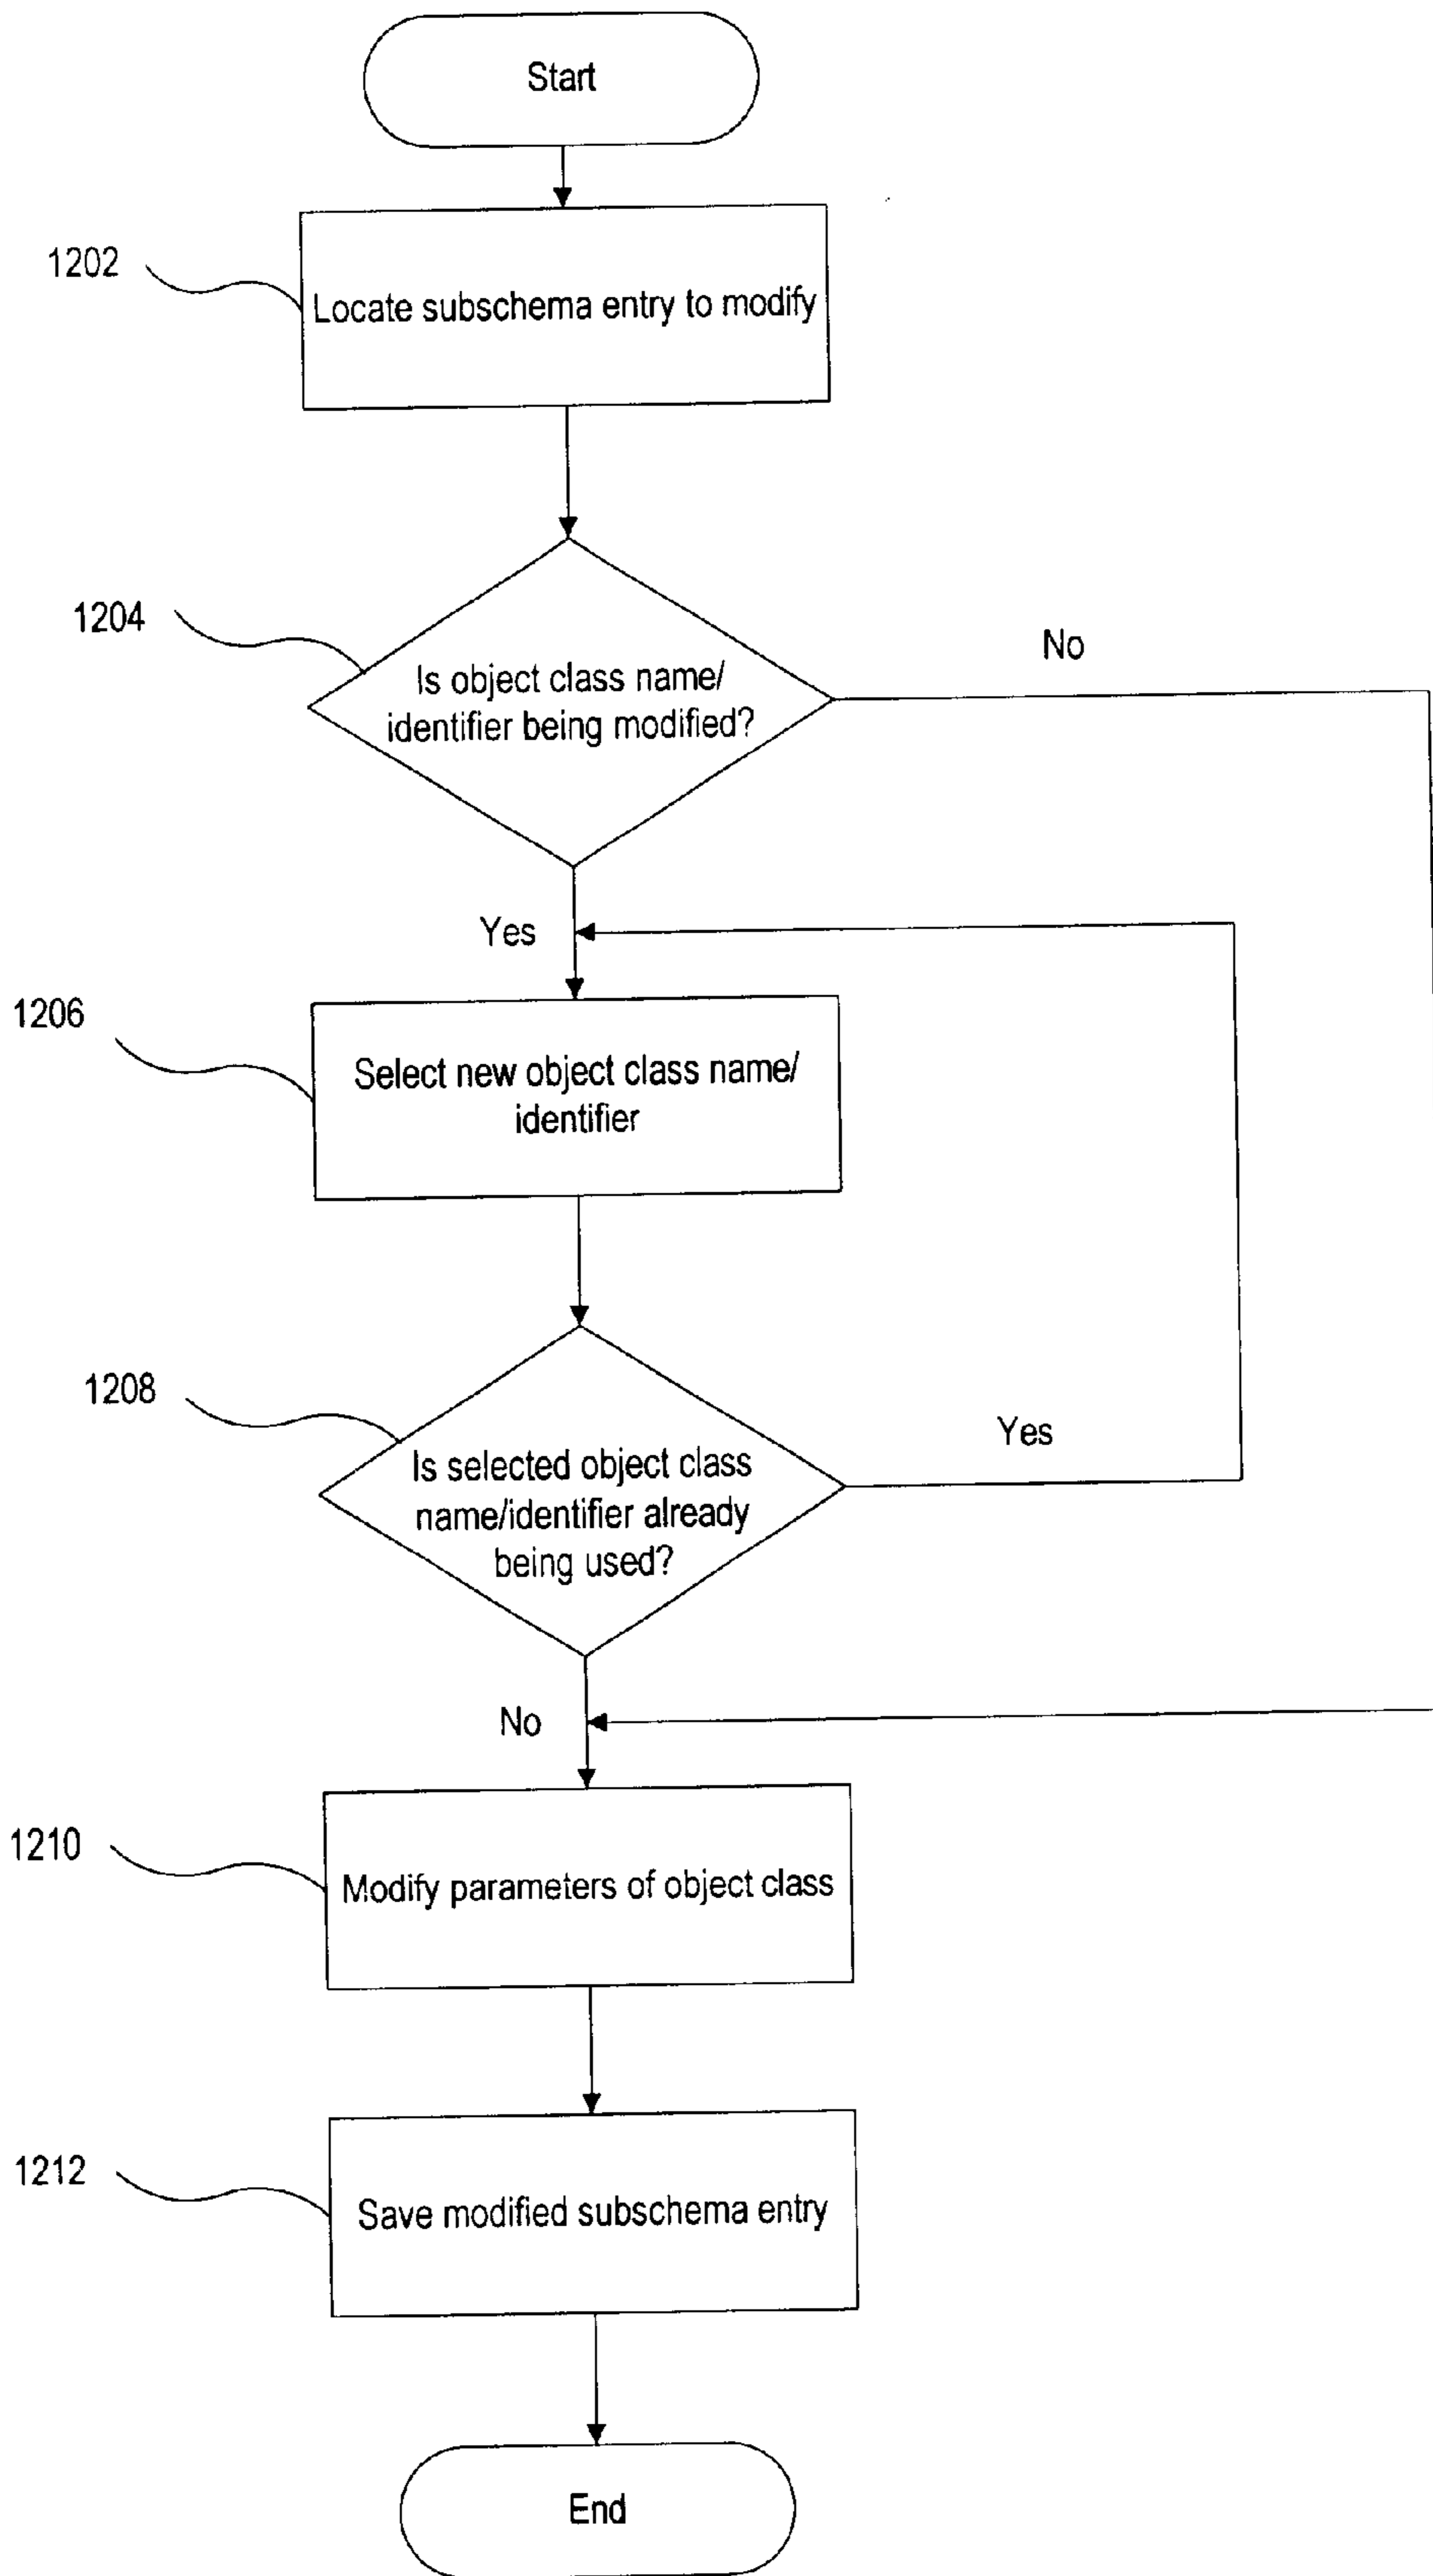 Start
1202
Locate subschema entry to modify
1204
Is object class name/
identifier being modified?
No
Yes
1206
Select new object class name/
identifier
1208
Is selected object class
name/identifier already
being used?
Yes
No
1210
Modify parameters of object class
1212
Save modified subschema entry
End